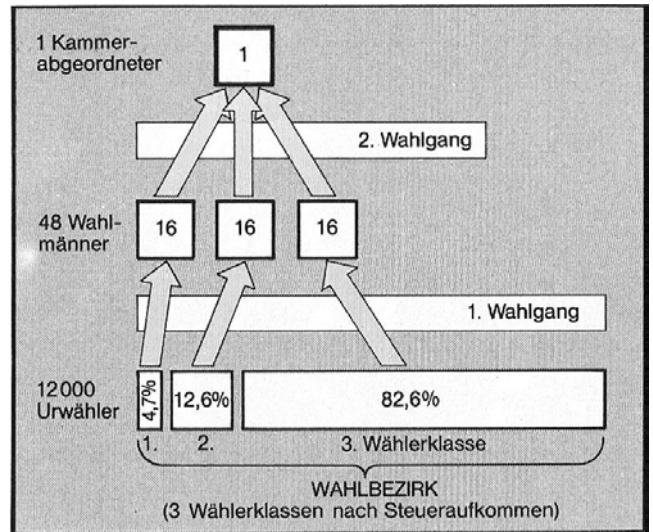 1 Kammer-
abgeordneter
1
2. Wahlgang
48 Wahl-
männer
16
16
16
1. Wahlgang
12000
Urwähler
4,7%
12,6%
82,6%
1.
2.
3. Wählerklasse
WAHLBEZIRK
(3 Wählerklassen nach Steueraufkommen)